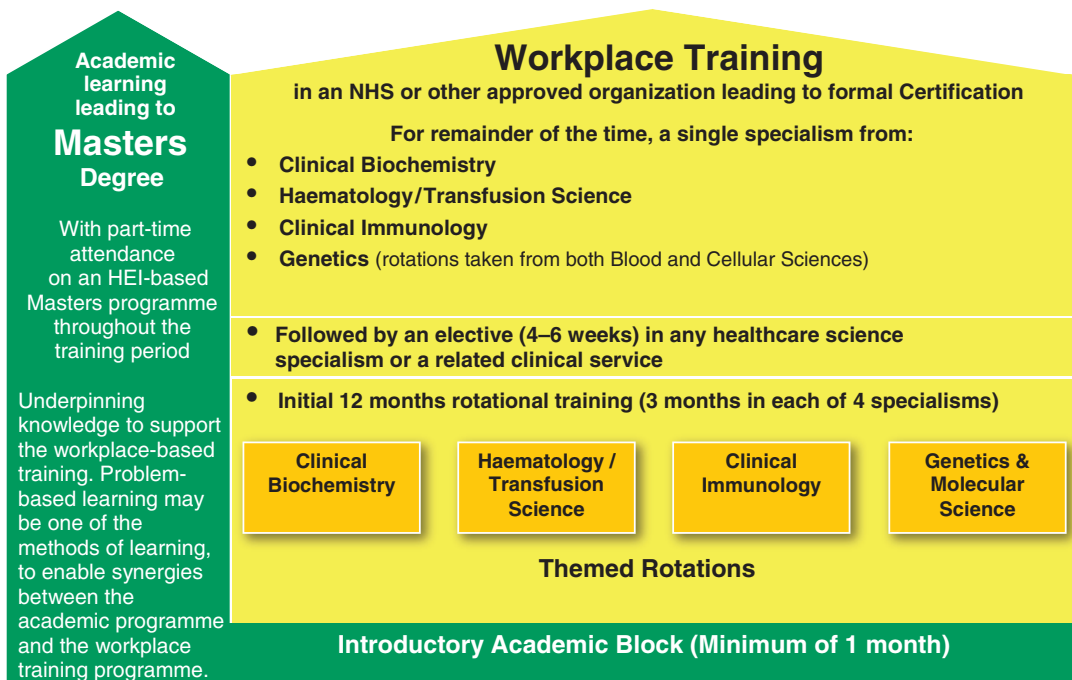 Academic
learning
leading to
Masters
Degree
With part-time
attendance
on an HEI-based
Masters programme
throughout the
training period
Underpinning
knowledge to support
the workplace-based
training. Problem-
based learning may
be one of the
methods of learning,
to enable synergies
between the
academic programme
and the workplace
training programme.
Workplace Training
in an NHS or other approved organization leading to formal Certification
For remainder of the time, a single specialism from:
• Clinical Biochemistry
• Haematology/Transfusion Science
• Clinical Immunology
• Genetics (rotations taken from both Blood and Cellular Sciences)
• Followed by an elective (4–6 weeks) in any healthcare science
specialism or a related clinical service
• Initial 12 months rotational training (3 months in each of 4 specialisms)
Clinical
Biochemistry
Haematology /
Transfusion
Science
Clinical
Immunology
Genetics &
Molecular
Science
Themed Rotations
Introductory Academic Block (Minimum of 1 month)